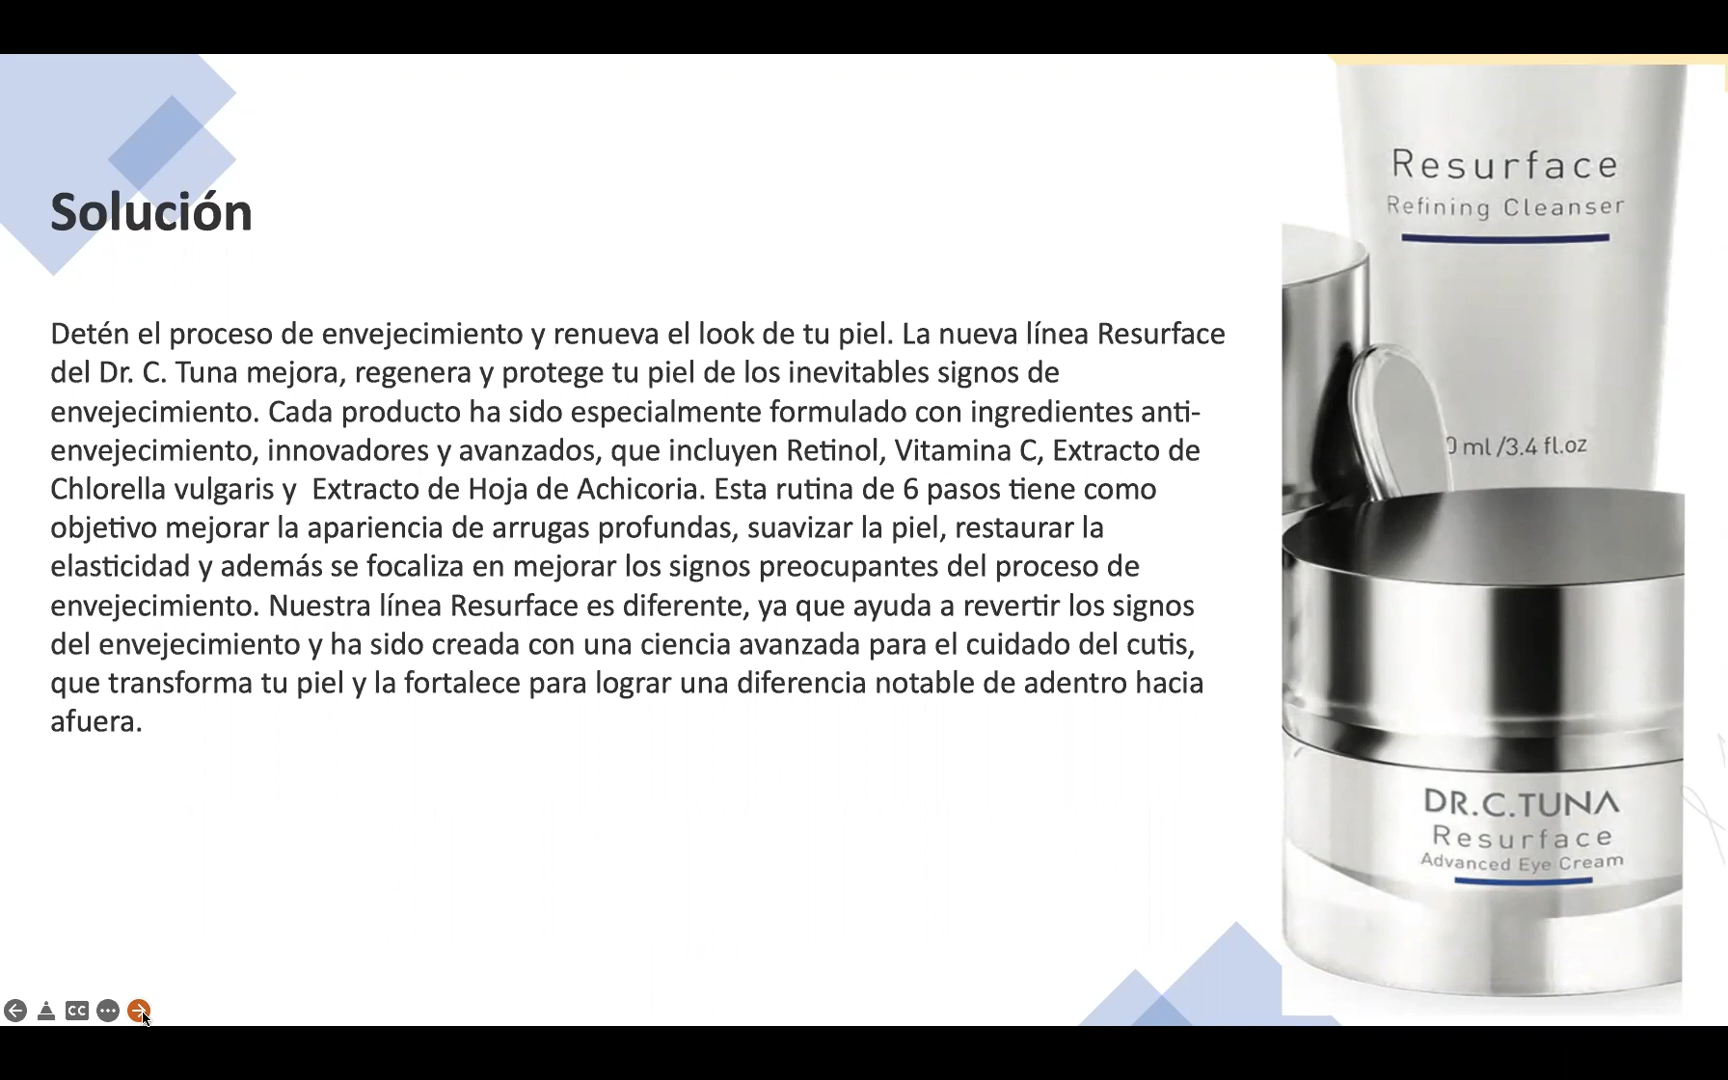 Solución
Detén el proceso de envejecimiento y renueva el look de tu piel. La nueva línea Resurface
del Dr. C. Tuna mejora, regenera y protege tu piel de los inevitables signos de
envejecimiento. Cada producto ha sido especialmente formulado con ingredientes anti-
envejecimiento, innovadores y avanzados, que incluyen Retinol, Vitamina C, Extracto de
Chlorella vulgaris y  Extracto de Hoja de Achicoria. Esta rutina de 6 pasos tiene como
objetivo mejorar la apariencia de arrugas profundas, suavizar la piel, restaurar la
elasticidad y además se focaliza en mejorar los signos preocupantes del proceso de
envejecimiento. Nuestra línea Resurface es diferente, ya que ayuda a revertir los signos
del envejecimiento y ha sido creada con una ciencia avanzada para el cuidado del cutis,
que transforma tu piel y la fortalece para lograr una diferencia notable de adentro hacia
afuera.
Resurface
Refining Cleanser
0 ml /3.4 fl.oz
DR.C.TUNA
Resurface
Advanced Eye Cream
CC